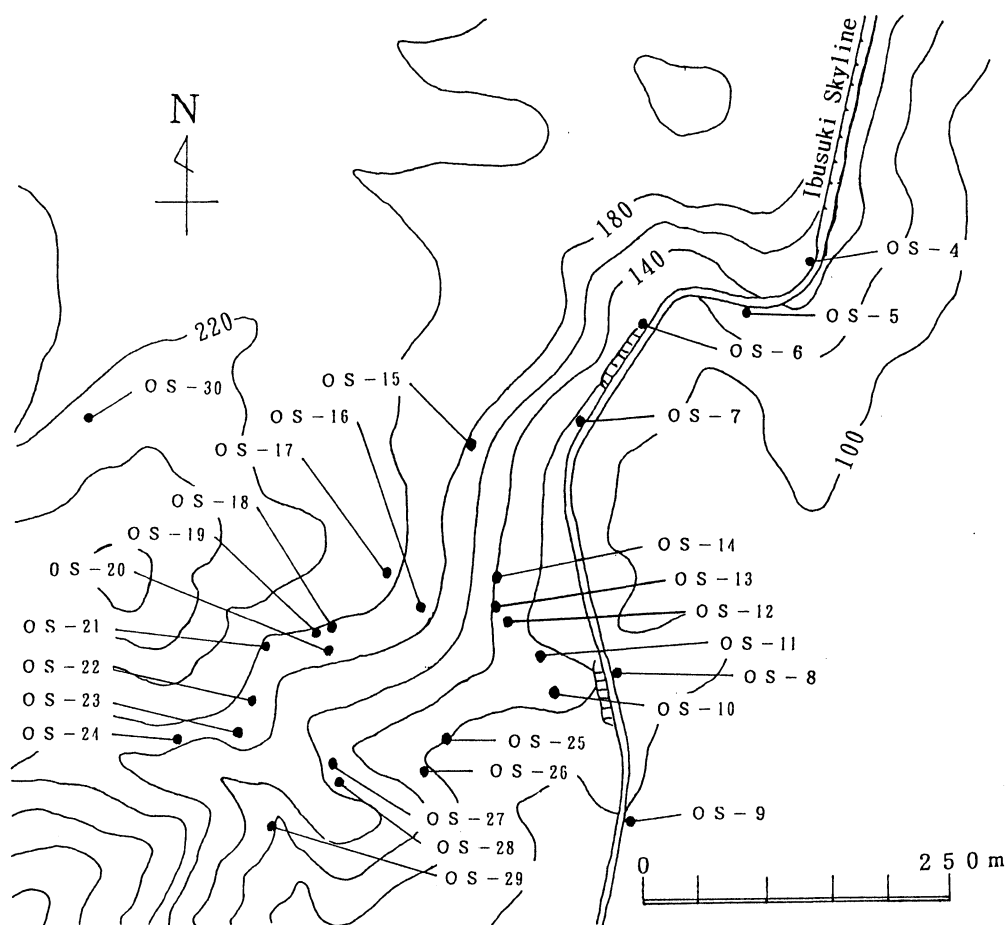 Ibusuki Skyline
N
180
OS-4
140
OS-5
220
OS-6
OS-15
OS-30
OS-16
OS-7
OS-17
100
OS-18
OS-19
OS-14
OS-20
OS-13
OS-12
OS-21
OS-11
OS-22
OS-8
OS-23
OS-10
OS-24
OS-25
OS-26
OS-27
OS-9
OS-28
0 250m
OS-29